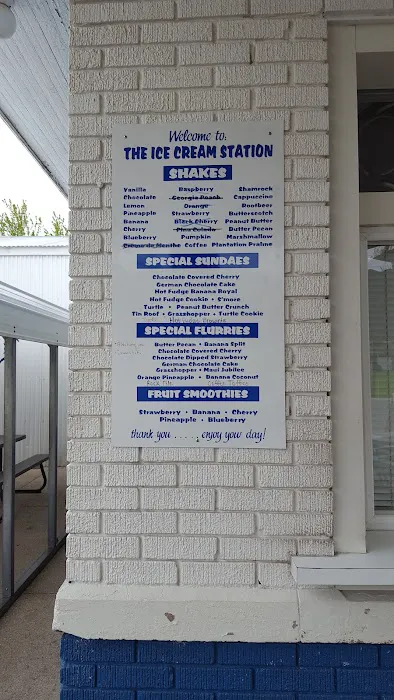 Welcome to:
THE ICE CREAM STATION
SHAKES
Vanilla Raspberry Shamrock
Chocolate Georgia Peach Cappuccino
Lemon Orange Rootbeer
Pineapple Strawberry Butterscotch
Banana Black Cherry Peanut Butter
Cherry Pina Colada Butter Pecan
Blueberry Pumpkin Marshmallow
Creme de Menthe Coffee Plantation Praline
SPECIAL SUNDAES
Chocolate Covered Cherry
German Chocolate Cake
Hot Fudge Banana Royal
Hot Fudge Cookie • S'more
Turtle • Peanut Butter Crunch
Tin Roof • Grasshopper • Turtle Cookie
SPECIAL FLURRIES
Butter Pecan • Banana Split
Chocolate Covered Cherry
Chocolate Dipped Strawberry
German Chocolate Cake
Grasshopper • Maui Jubilee
Orange Pineapple • Banana Coconut
FRUIT SMOOTHIES
Strawberry • Banana • Cherry
Pineapple • Blueberry
thank you ..... enjoy your day!